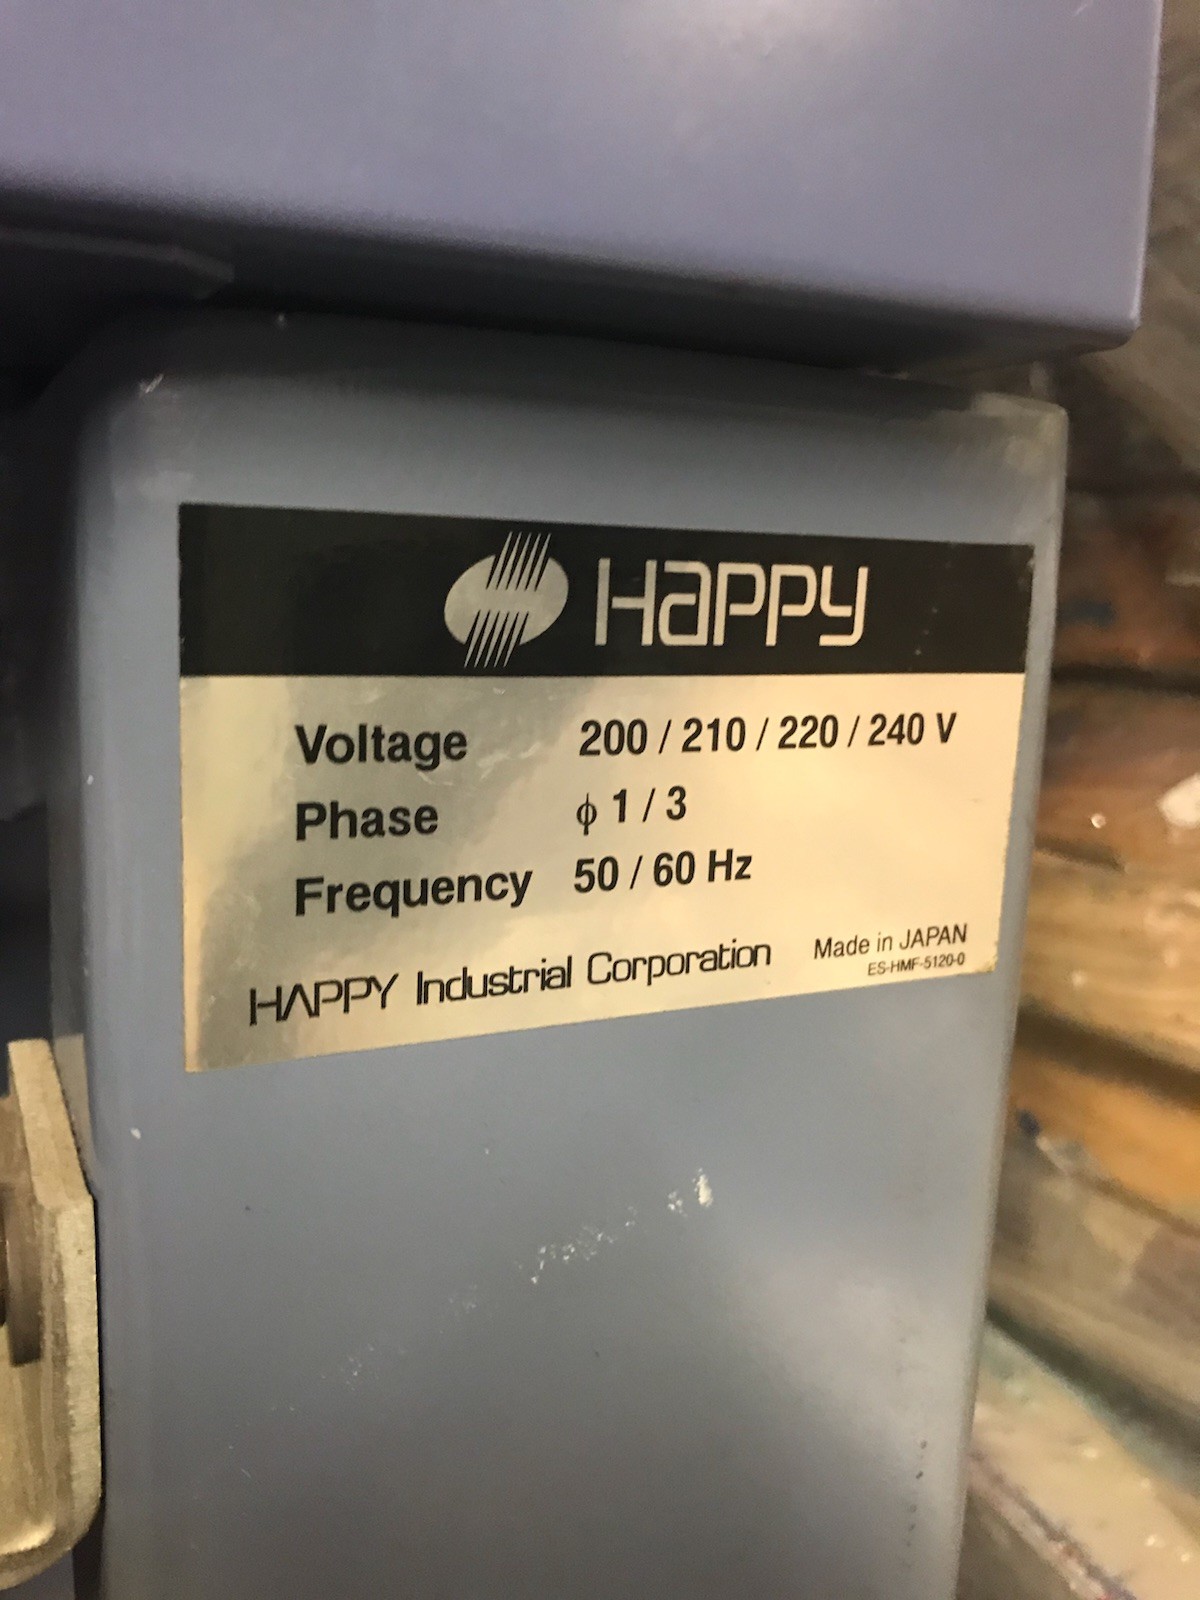 Happy
Voltage 200 / 210 / 220 / 240 V
Phase ϕ 1 / 3
Frequency 50 / 60 Hz
HAPPY Industrial Corporation Made in JAPAN
ES-HMF-5120-0